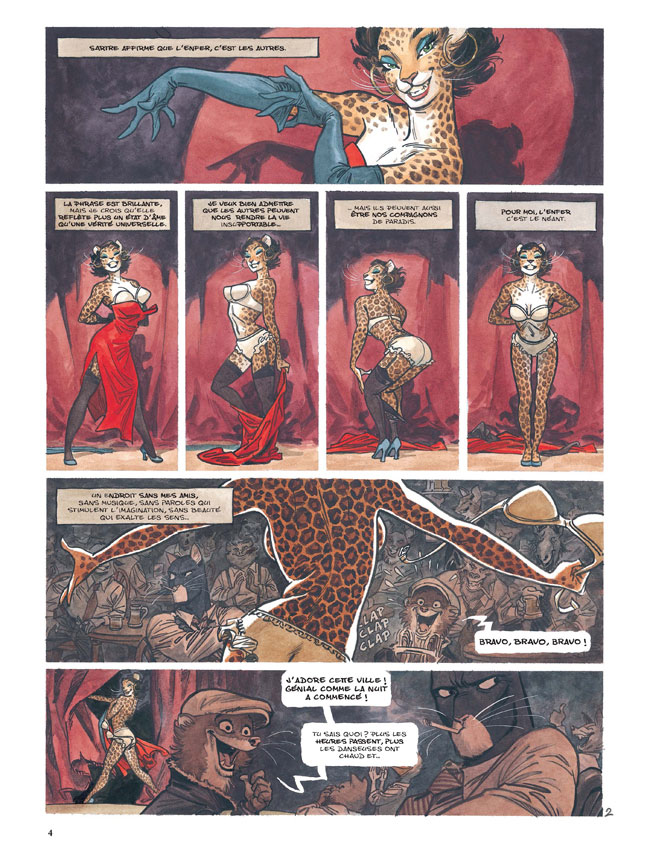 SARTRE AFFIRME QUE L'ENFER, C'EST LES AUTRES.
LA PHRASE EST BRILLANTE,
MAIS JE CROIS QU'ELLE
REFLÈTE PLUS UN ÉTAT D'ÂME
QU'UNE VÉRITÉ UNIVERSELLE.
JE VEUX BIEN ADMETTRE
QUE LES AUTRES PEUVENT
NOUS RENDRE LA VIE
INSUPPORTABLE...
... MAIS ILS PEUVENT AUSSI
ÊTRE NOS COMPAGNONS
DE PARADIS.
POUR MOI, L'ENFER
C'EST LE NÉANT.
UN ENDROIT SANS MES AMIS,
SANS MUSIQUE, SANS PAROLES QUI
STIMULENT L'IMAGINATION, SANS BEAUTÉ
QUI EXALTE LES SENS...
CLAP
CLAP
CLAP
BRAVO, BRAVO, BRAVO !
J'ADORE CETTE VILLE !
GÉNIAL COMME LA NUIT
A COMMENCÉ !
TU SAIS QUOI ? PLUS LES
HEURES PASSENT, PLUS
LES DANSEUSES ONT
CHAUD ET...
2
4